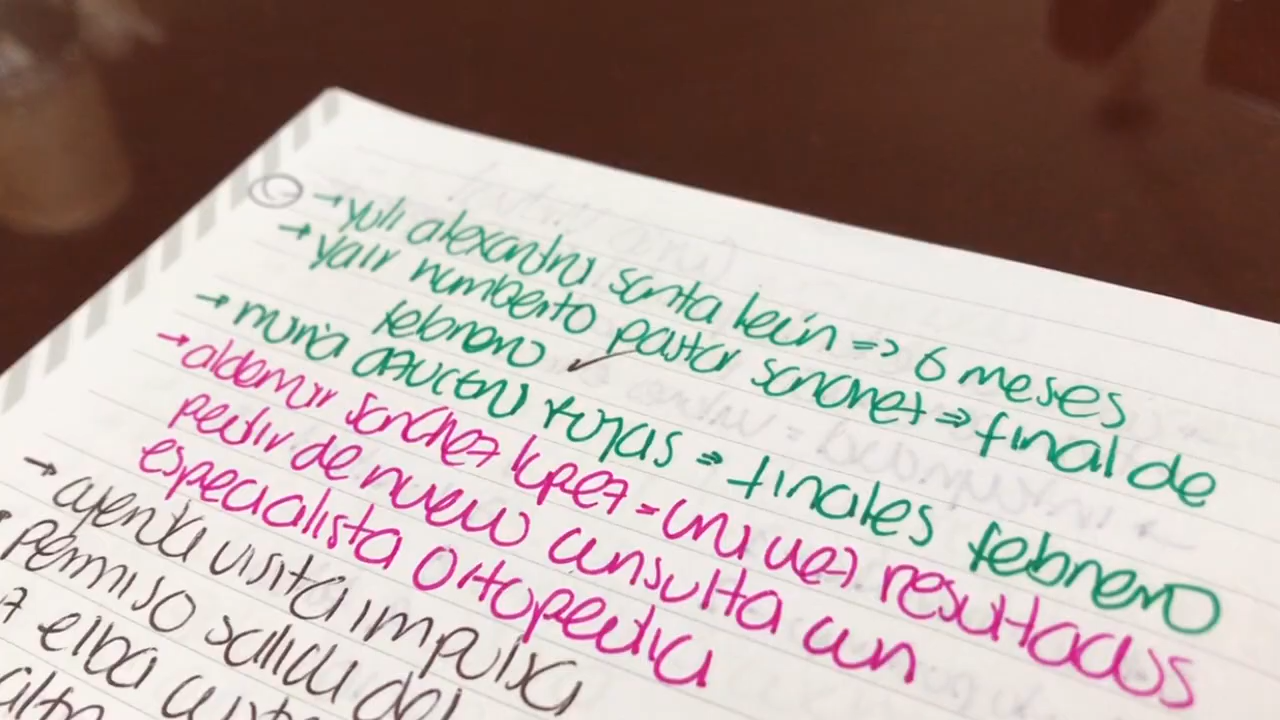 → yuli alexandra santa león => 6 meses
→ yair humberto pastor sanchez => final de
febrero ✓
→ maria azucena rojas => finales febrero
→ aldemar sanchez lopez = una vez resultados
pedir de nuevo consulta con
especialista ortopedia
→ agenda visita impulsa
permiso salida del
elba